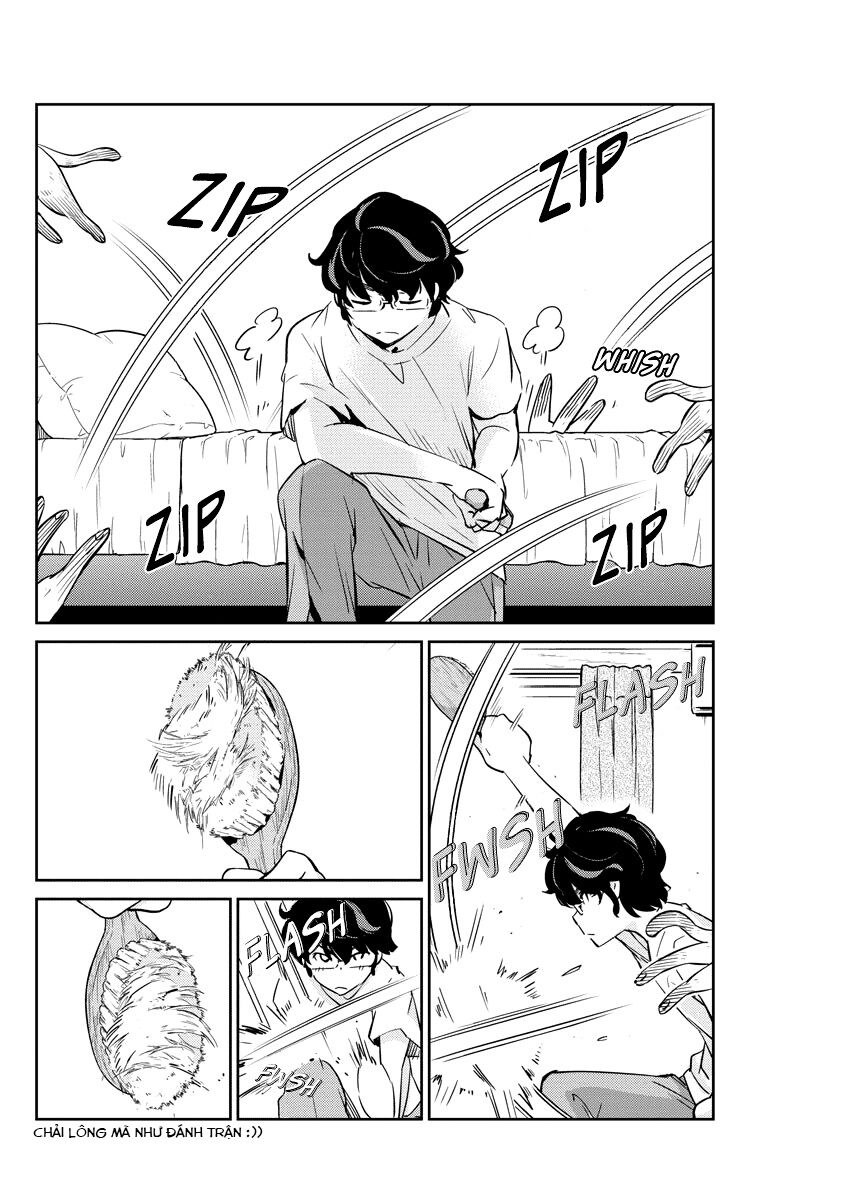 ZIP
ZIP
WHISH
ZIP
ZIP
FLASH
FWSH
FLASH
FWSH
CHẢI LÔNG MÀ NHƯ ĐÁNH TRẬN :))